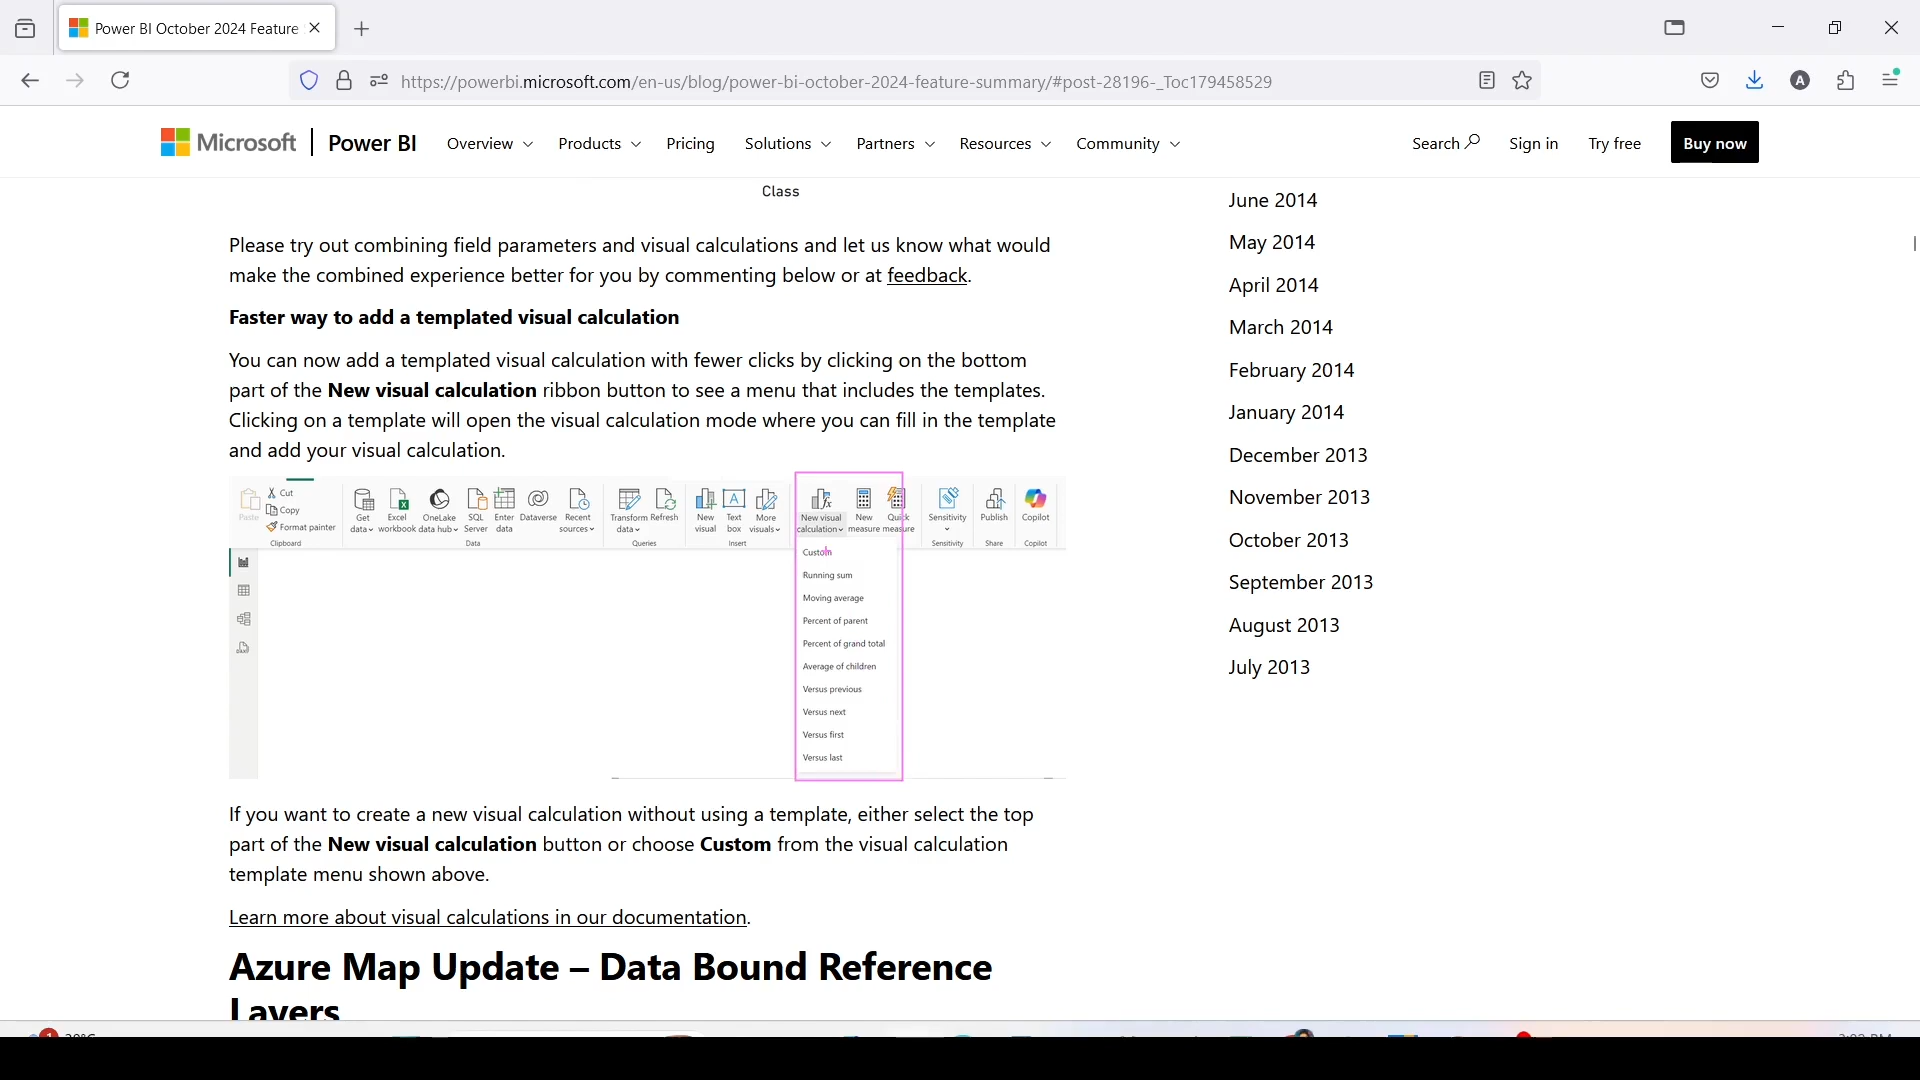 Power BI October 2024 Feature
https://powerbi.microsoft.com/en-us/blog/power-bi-october-2024-feature-summary/#post-28196-_Toc179458529
A
Microsoft Power BI Overview Products Pricing Solutions Partners Resources Community Search Sign in Try free Buy now
Class
Please try out combining field parameters and visual calculations and let us know what would
make the combined experience better for you by commenting below or at feedback.
Faster way to add a templated visual calculation
You can now add a templated visual calculation with fewer clicks by clicking on the bottom
part of the New visual calculation ribbon button to see a menu that includes the templates.
Clicking on a template will open the visual calculation mode where you can fill in the template
and add your visual calculation.
Paste
Cut
Copy
Format painter
Clipboard
Get
data
Excel
workbook
OneLake
data hub
SQL
Server
Enter
data
Dataverse
Recent
sources
Data
Transform
data
Refresh
Queries
New
visual
Text
box
More
visuals
Insert
New visual
calculation
New
measure
Quick
measure
Sensitivity
Sensitivity
Publish
Share
Copilot
Copilot
Custom
Running sum
Moving average
Percent of parent
Percent of grand total
Average of children
Versus previous
Versus next
Versus first
Versus last
If you want to create a new visual calculation without using a template, either select the top
part of the New visual calculation button or choose Custom from the visual calculation
template menu shown above.
Learn more about visual calculations in our documentation.
Azure Map Update – Data Bound Reference
Layers
June 2014
May 2014
April 2014
March 2014
February 2014
January 2014
December 2013
November 2013
October 2013
September 2013
August 2013
July 2013